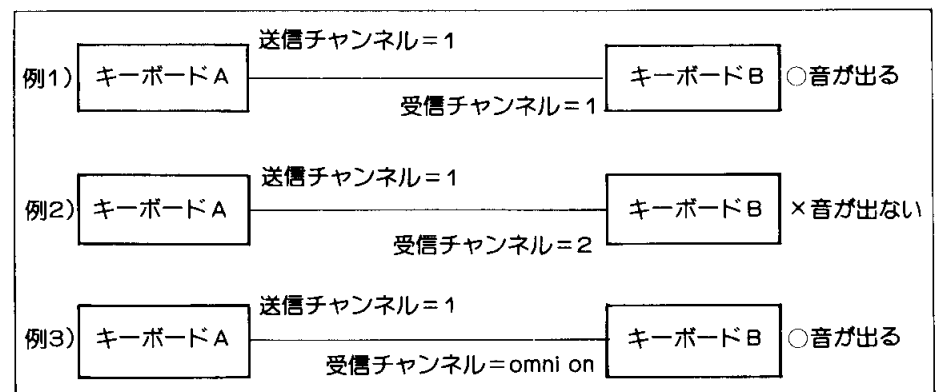 送信チャンネル=1
例1) キーボードA キーボードB ○音が出る
受信チャンネル=1
送信チャンネル=1
例2) キーボードA キーボードB ×音が出ない
受信チャンネル=2
送信チャンネル=1
例3) キーボードA キーボードB ○音が出る
受信チャンネル=omni on